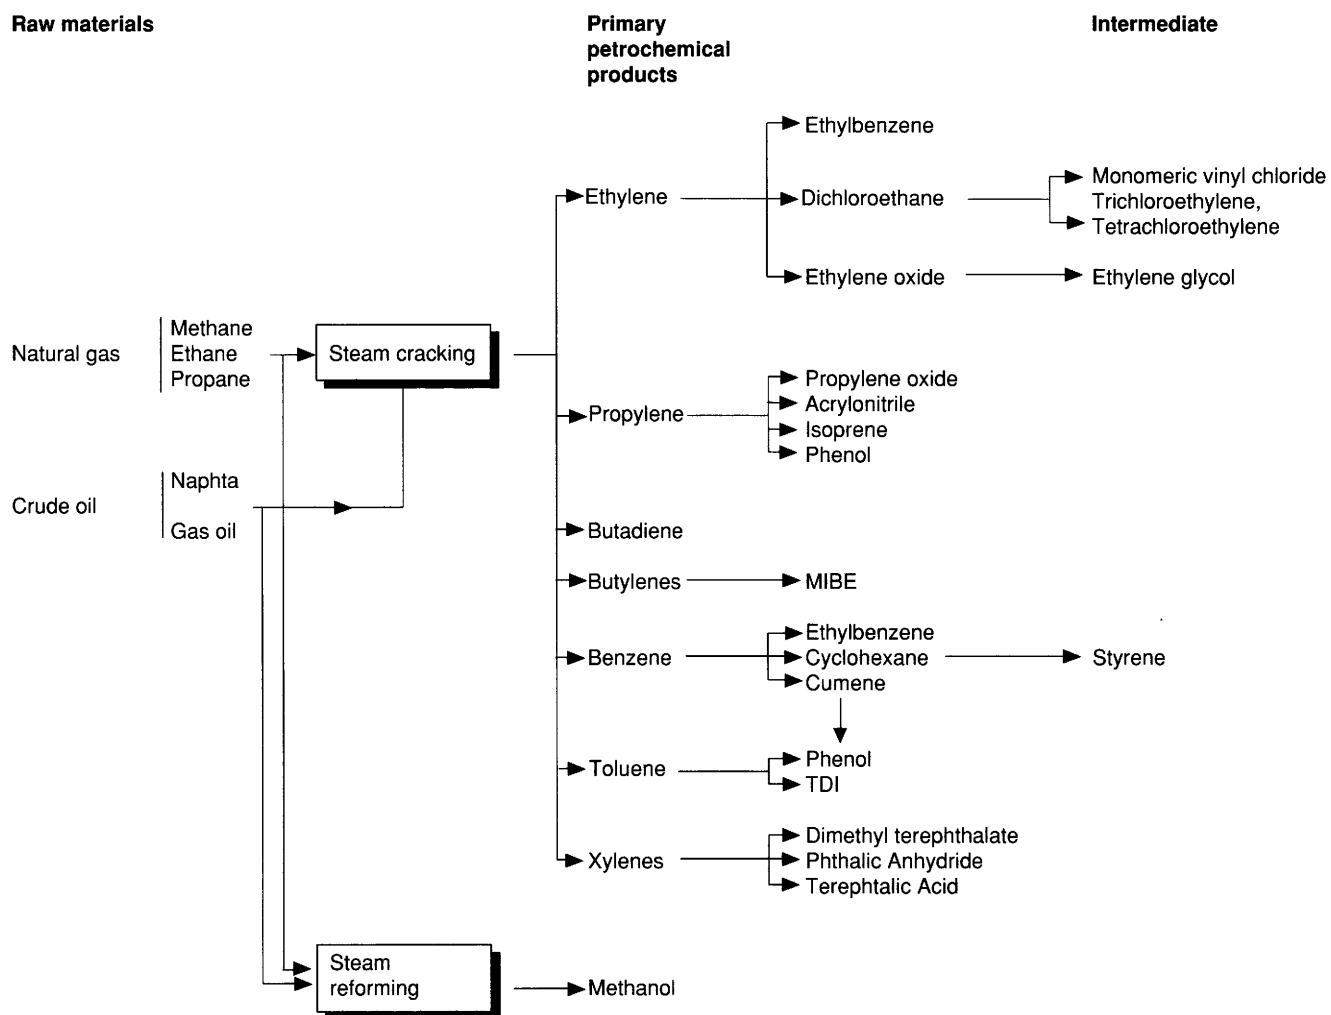 Raw materials
Primary
petrochemical
products
Intermediate
Ethylbenzene
Ethylene
Dichloroethane
Monomeric vinyl chloride
Trichloroethylene,
Tetrachloroethylene
Ethylene oxide
Ethylene glycol
Natural gas
Methane
Ethane
Propane
Steam cracking
Propylene
Propylene oxide
Acrylonitrile
Isoprene
Phenol
Crude oil
Naphta
Gas oil
Butadiene
Butylenes
MIBE
Benzene
Ethylbenzene
Cyclohexane
Cumene
Styrene
Toluene
Phenol
TDI
Xylenes
Dimethyl terephthalate
Phthalic Anhydride
Terephtalic Acid
Steam
reforming
Methanol